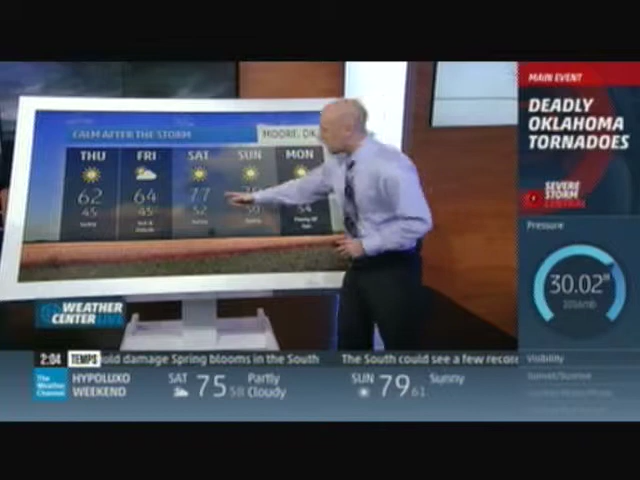 MAIN EVENT
DEADLY
OKLAHOMA
TORNADOES
SEVERE
STORM
CENTRAL
CALM AFTER THE STORM
MOORE, OK
THU FRI SAT SUN MON
62 64 77
45 45 52 59 54
Sunny
WEATHER
CENTER LIVE
Pressure
30.02"
Visibility
2:04 TEMPS ould damage Spring blooms in the South The South could see a few record
The
Weather
Channel
HYPOLUXO
WEEKEND
SAT 75 58 Partly
Cloudy
SUN 79 61 Sunny